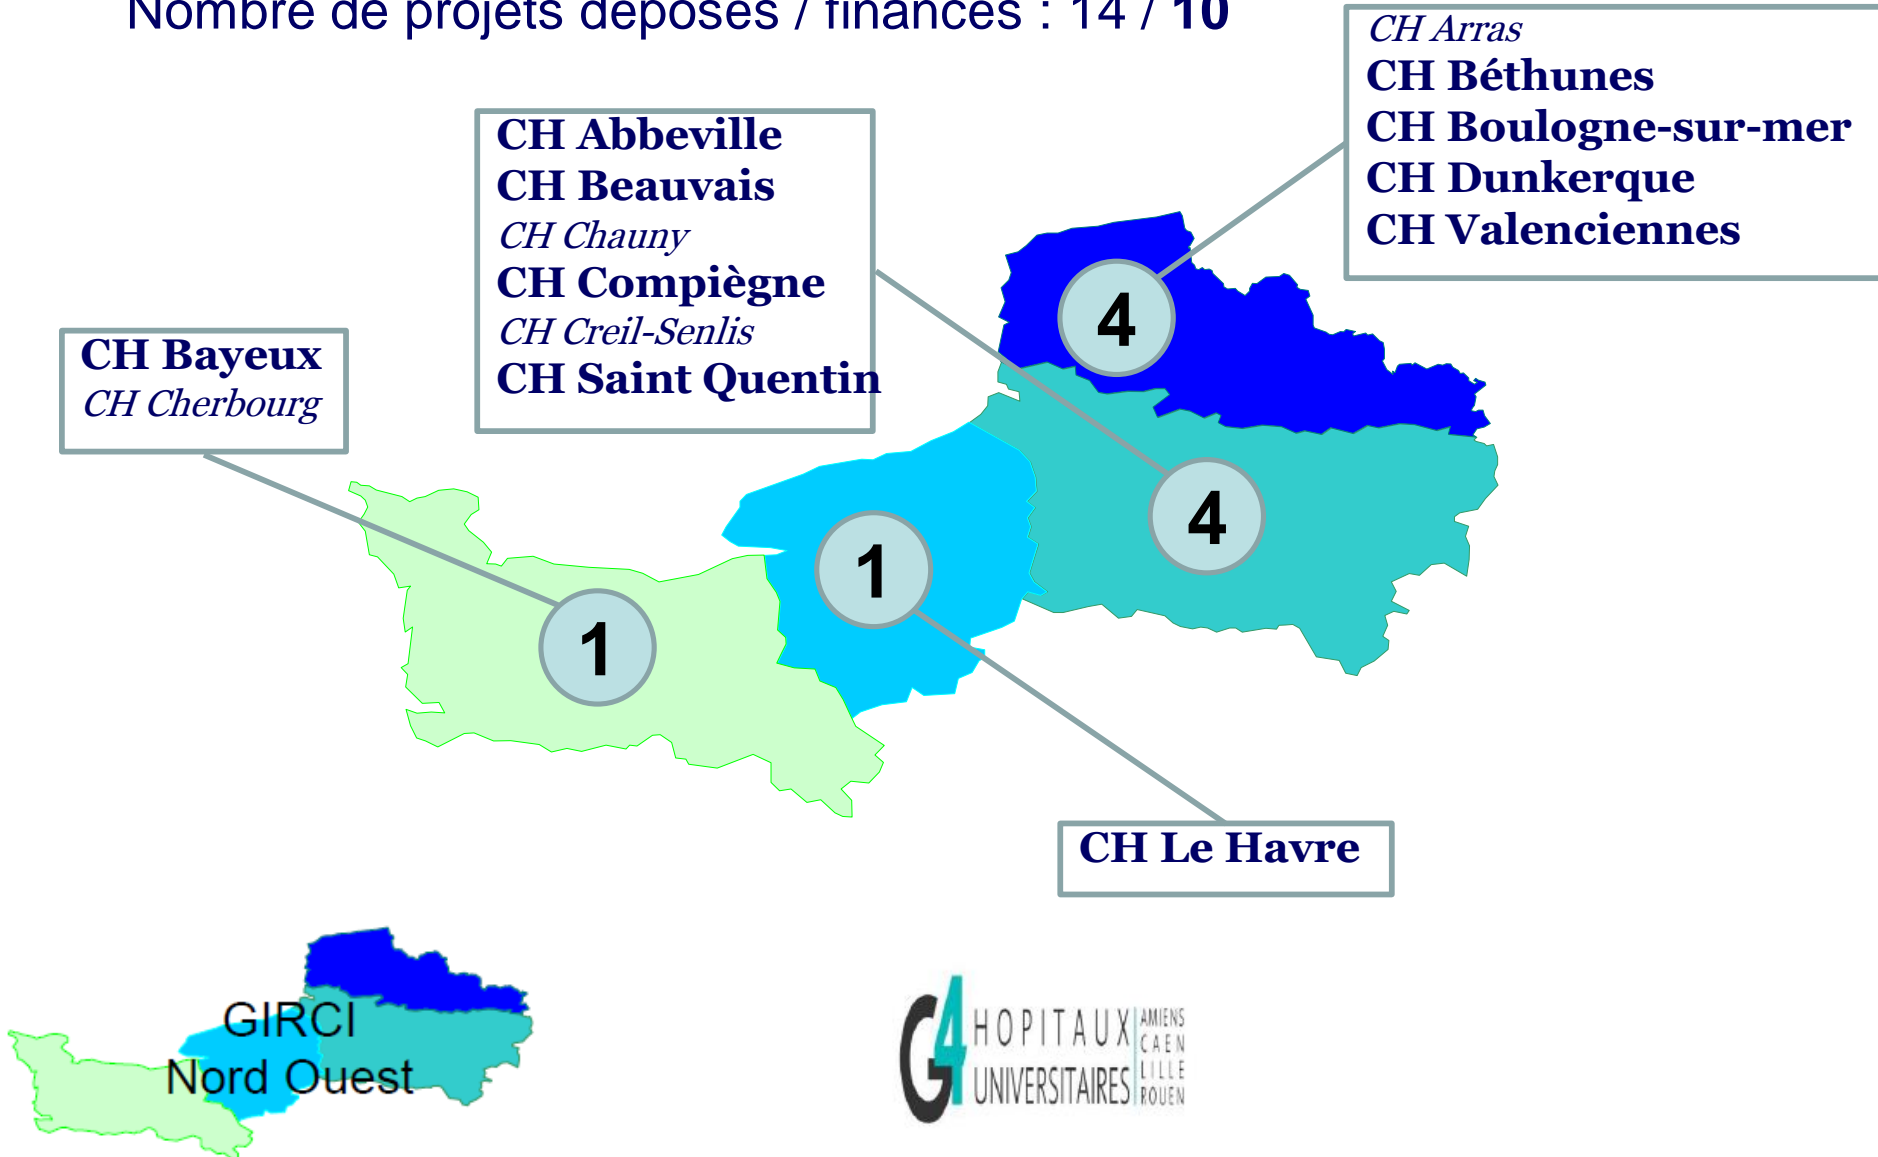 Nombre de projets déposés / financés : 14 / 10
CH Arras
CH Béthunes
CH Boulogne-sur-mer
CH Dunkerque
CH Valenciennes
CH Abbeville
CH Beauvais
CH Chauny
CH Compiègne
CH Creil-Senlis
CH Saint Quentin
CH Bayeux
CH Cherbourg
4
4
1
1
CH Le Havre
GIRCI
Nord Ouest
G4
HOPITAUX
UNIVERSITAIRES
AMIENS
CAEN
LILLE
ROUEN